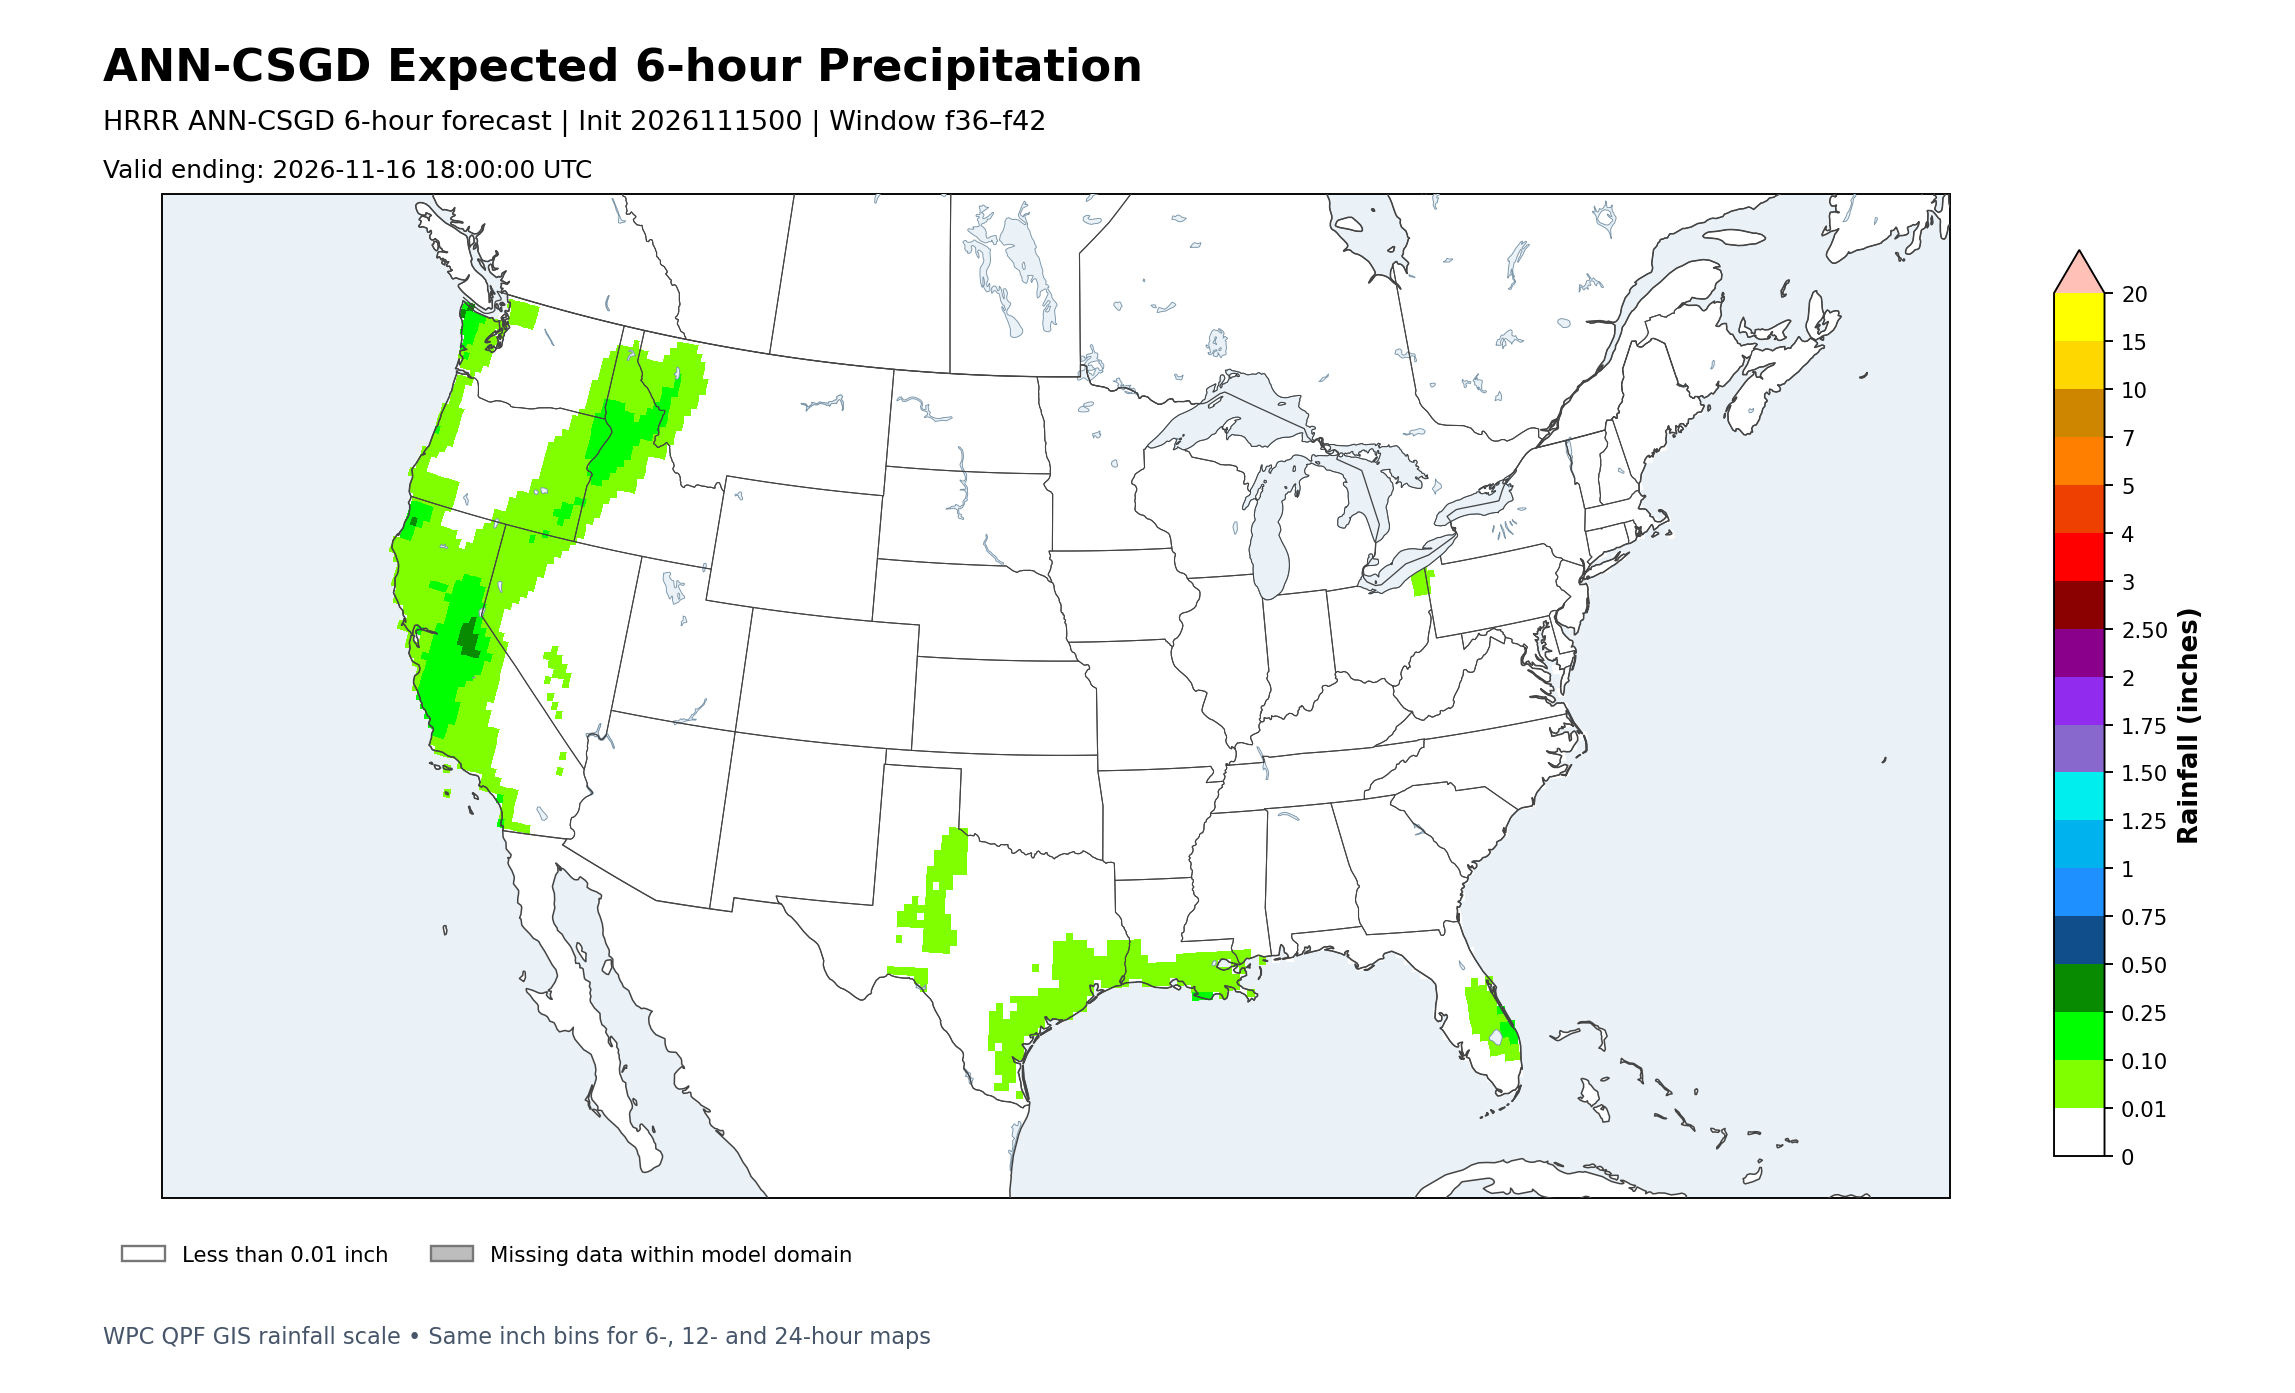 ANN-CSGD Expected 6-hour Precipitation
HRRR ANN-CSGD 6-hour forecast | Init 2026111500 | Window f36–f42
Valid ending: 2026-11-16 18:00:00 UTC
20
15
10
7
5
4
3
2.50
2
1.75
1.50
1.25
1
0.75
0.50
0.25
0.10
0.01
0
Rainfall (inches)
Less than 0.01 inch
Missing data within model domain
WPC QPF GIS rainfall scale • Same inch bins for 6-, 12- and 24-hour maps